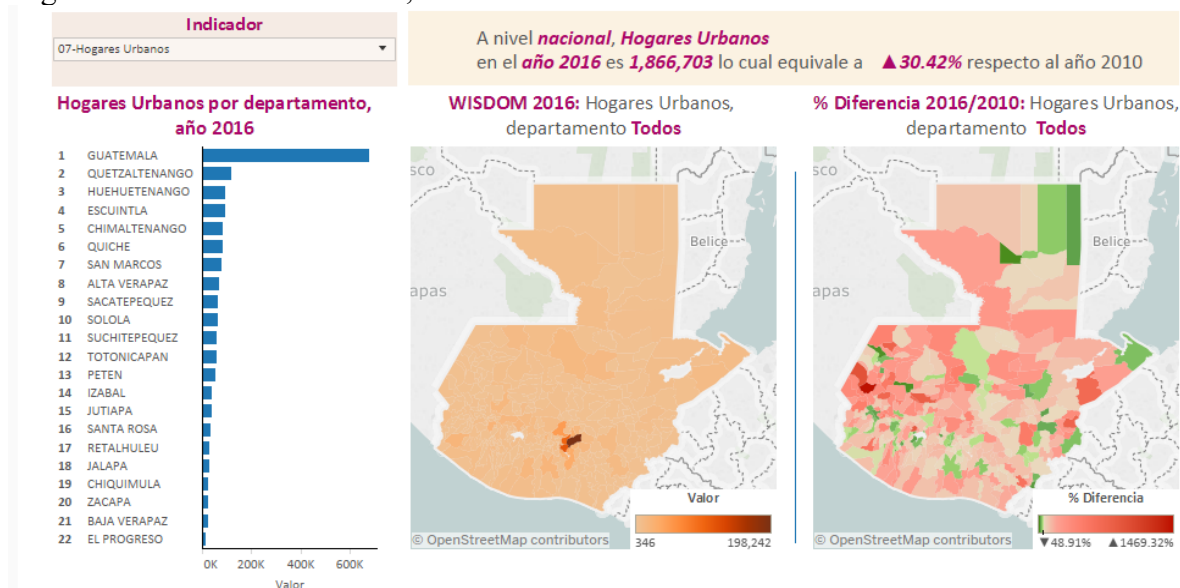 Indicador
07-Hogares Urbanos
A nivel nacional, Hogares Urbanos
en el año 2016 es 1,866,703 lo cual equivale a ▲30.42% respecto al año 2010
Hogares Urbanos por departamento,
año 2016
1 GUATEMALA
2 QUETZALTENANGO
3 HUEHUETENANGO
4 ESCUINTLA
5 CHIMALTENANGO
6 QUICHE
7 SAN MARCOS
8 ALTA VERAPAZ
9 SACATEPEQUEZ
10 SOLOLA
11 SUCHITEPEQUEZ
12 TOTONICAPAN
13 PETEN
14 IZABAL
15 JUTIAPA
16 SANTA ROSA
17 RETALHULEU
18 JALAPA
19 CHIQUIMULA
20 ZACAPA
21 BAJA VERAPAZ
22 EL PROGRESO
0K 200K 400K 600K
Valor
WISDOM 2016: Hogares Urbanos,
departamento Todos
sco
Belice
apas
Valor
346 198,242
© OpenStreetMap contributors
% Diferencia 2016/2010: Hogares Urbanos,
departamento Todos
sco
Belice
apas
% Diferencia
▼48.91% ▲1469.32%
© OpenStreetMap contributors